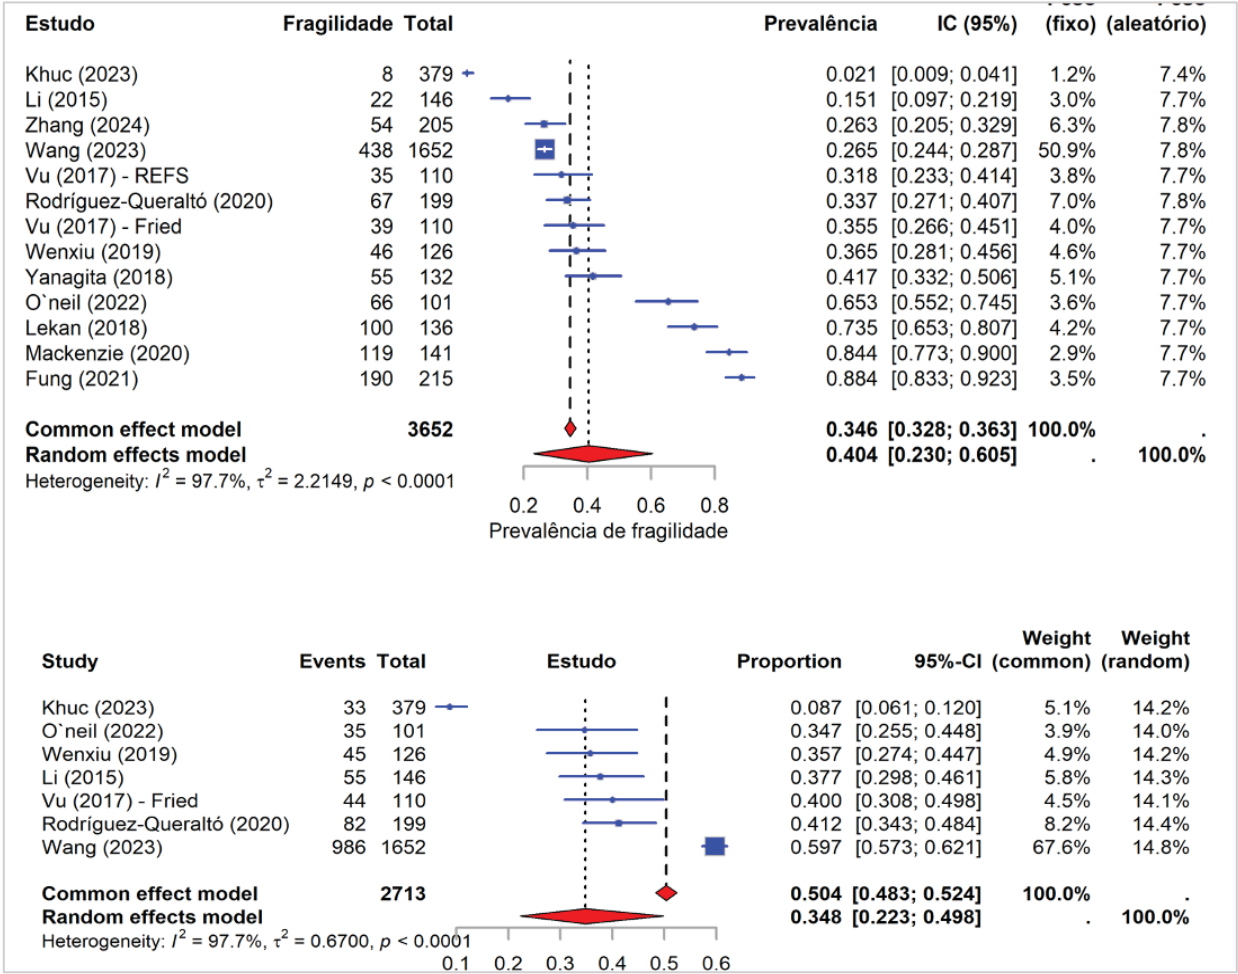 Estudo Fragilidade Total Prevalência IC (95%) (fixo) (aleatório)
Khuc (2023) 8 379 0.021 [0.009; 0.041] 1.2% 7.4%
Li (2015) 22 146 0.151 [0.097; 0.219] 3.0% 7.7%
Zhang (2024) 54 205 0.263 [0.205; 0.329] 6.3% 7.8%
Wang (2023) 438 1652 0.265 [0.244; 0.287] 50.9% 7.8%
Vu (2017) - REFS 35 110 0.318 [0.233; 0.414] 3.8% 7.7%
Rodríguez-Queraltó (2020) 67 199 0.337 [0.271; 0.407] 7.0% 7.8%
Vu (2017) - Fried 39 110 0.355 [0.266; 0.451] 4.0% 7.7%
Wenxiu (2019) 46 126 0.365 [0.281; 0.456] 4.6% 7.7%
Yanagita (2018) 55 132 0.417 [0.332; 0.506] 5.1% 7.7%
O`neil (2022) 66 101 0.653 [0.552; 0.745] 3.6% 7.7%
Lekan (2018) 100 136 0.735 [0.653; 0.807] 4.2% 7.7%
Mackenzie (2020) 119 141 0.844 [0.773; 0.900] 2.9% 7.7%
Fung (2021) 190 215 0.884 [0.833; 0.923] 3.5% 7.7%
Common effect model 3652 0.346 [0.328; 0.363] 100.0% .
Random effects model 0.404 [0.230; 0.605] . 100.0%
Heterogeneity: I² = 97.7%, τ² = 2.2149, p < 0.0001
0.2 0.4 0.6 0.8
Prevalência de fragilidade
Weight Weight
Study Events Total Estudo Proportion 95%-CI (common) (random)
Khuc (2023) 33 379 0.087 [0.061; 0.120] 5.1% 14.2%
O`neil (2022) 35 101 0.347 [0.255; 0.448] 3.9% 14.0%
Wenxiu (2019) 45 126 0.357 [0.274; 0.447] 4.9% 14.2%
Li (2015) 55 146 0.377 [0.298; 0.461] 5.8% 14.3%
Vu (2017) - Fried 44 110 0.400 [0.308; 0.498] 4.5% 14.1%
Rodríguez-Queraltó (2020) 82 199 0.412 [0.343; 0.484] 8.2% 14.4%
Wang (2023) 986 1652 0.597 [0.573; 0.621] 67.6% 14.8%
Common effect model 2713 0.504 [0.483; 0.524] 100.0% .
Random effects model 0.348 [0.223; 0.498] . 100.0%
Heterogeneity: I² = 97.7%, τ² = 0.6700, p < 0.0001
0.1 0.2 0.3 0.4 0.5 0.6